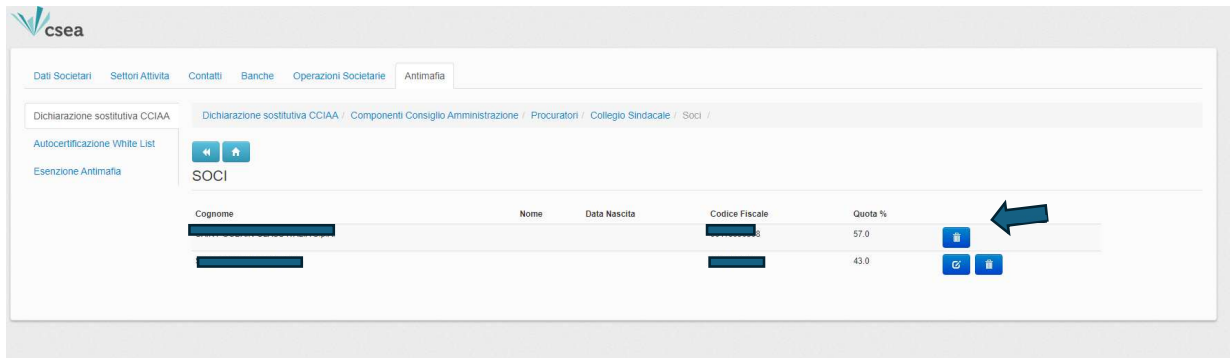 csea
Dati Societari Settori Attivita Contatti Banche Operazioni Societarie Antimafia
Dichiarazione sostitutiva CCIAA
Autocertificazione White List
Esenzione Antimafia
Dichiarazione sostitutiva CCIAA / Componenti Consiglio Amministrazione / Procuratori / Collegio Sindacale / Soci /
SOCI
Cognome Nome Data Nascita Codice Fiscale Quota %
57.0
43.0